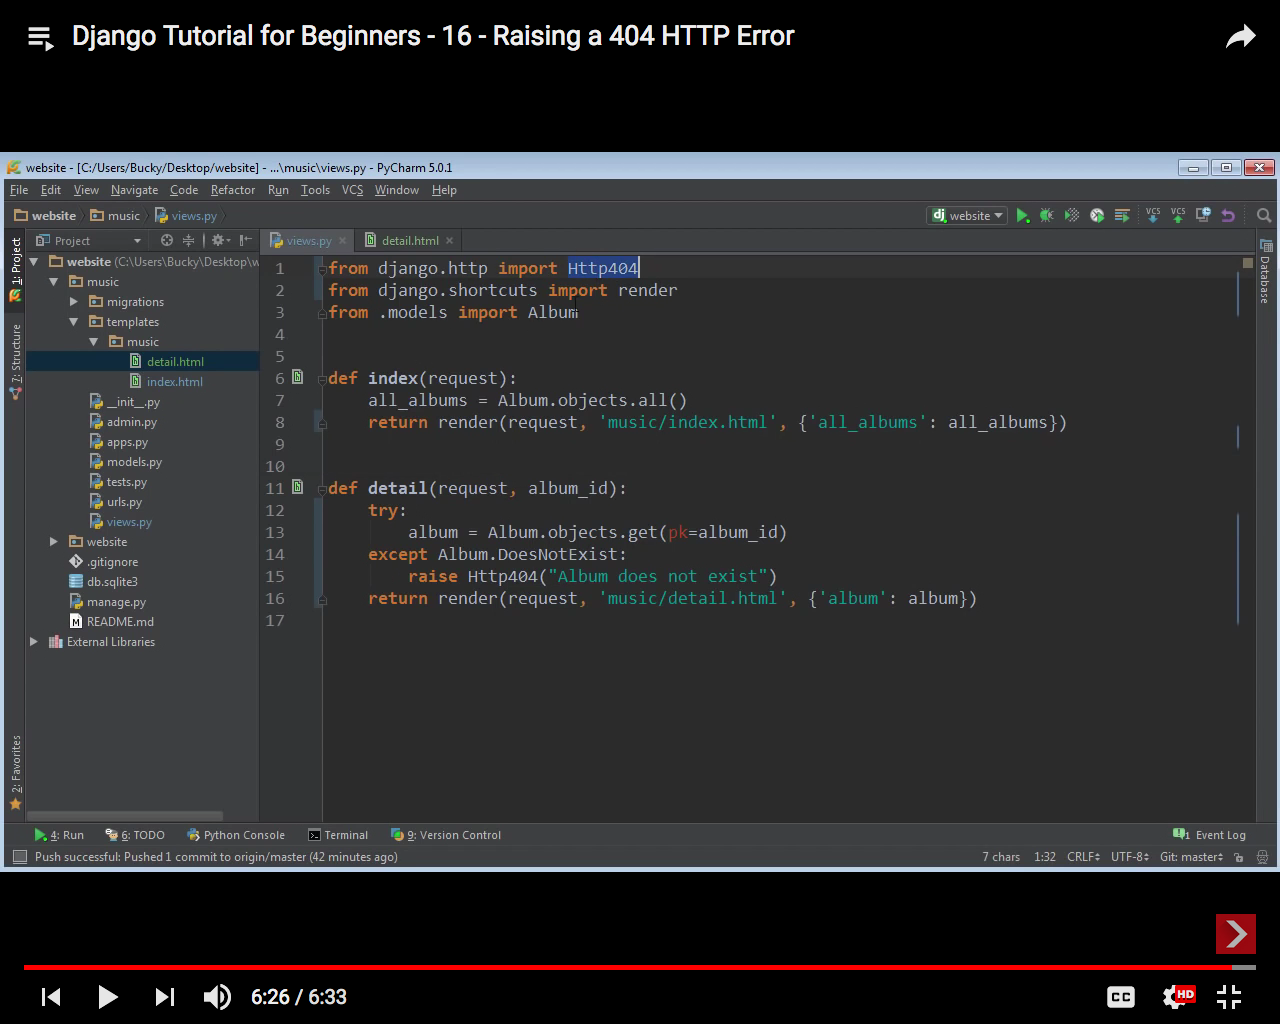 Django Tutorial for Beginners - 16 - Raising a 404 HTTP Error
website - [C:/Users/Bucky/Desktop/website] - ...\music\views.py - PyCharm 5.0.1
File Edit View Navigate Code Refactor Run Tools VCS Window Help
website music views.py
dj website VCS VCS
1: Project
7: Structure
2: Favorites
Project
website (C:\Users\Bucky\Desktop\w
music
migrations
templates
music
detail.html
index.html
__init__.py
admin.py
apps.py
models.py
tests.py
urls.py
views.py
website
.gitignore
db.sqlite3
manage.py
README.md
External Libraries
views.py detail.html
1 from django.http import Http404
2 from django.shortcuts import render
3 from .models import Album
4
5
6 def index(request):
7 all_albums = Album.objects.all()
8 return render(request, 'music/index.html', {'all_albums': all_albums})
9
10
11 def detail(request, album_id):
12 try:
13 album = Album.objects.get(pk=album_id)
14 except Album.DoesNotExist:
15 raise Http404("Album does not exist")
16 return render(request, 'music/detail.html', {'album': album})
17
Database
4: Run 6: TODO Python Console Terminal 9: Version Control 1 Event Log
Push successful: Pushed 1 commit to origin/master (42 minutes ago) 7 chars 1:32 CRLF UTF-8 Git: master
6:26 / 6:33 CC HD